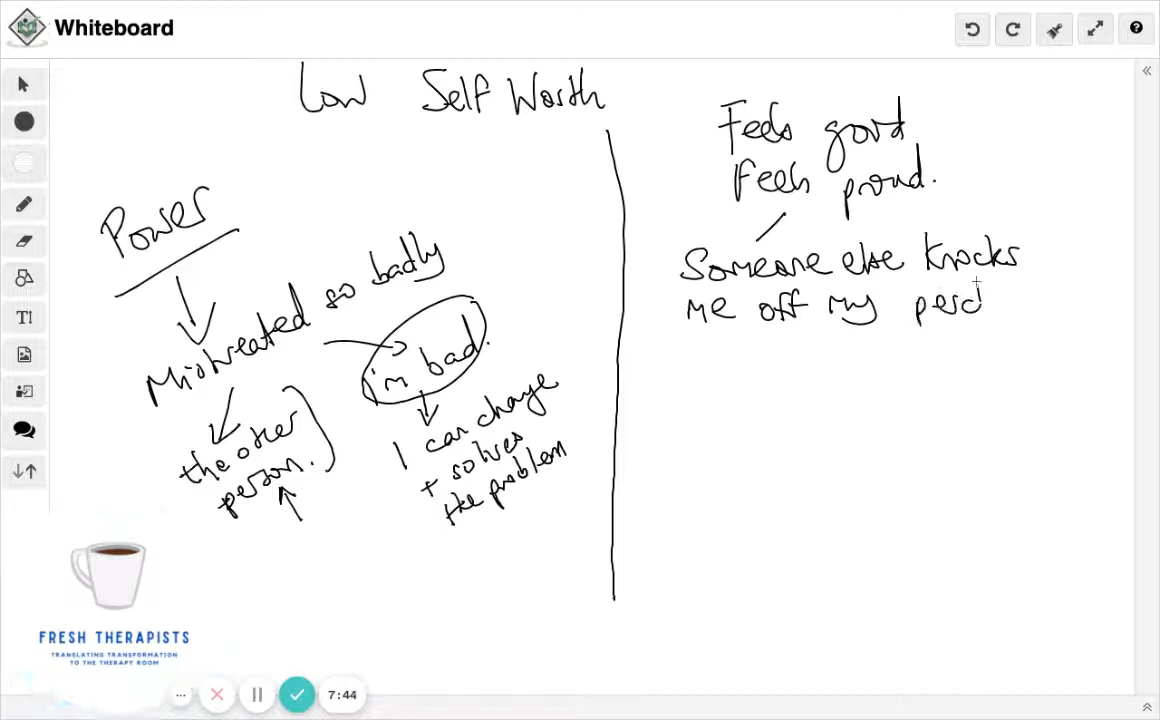 Whiteboard
Low Self Worth
Power
Mistreated so badly
the other
person.
i'm bad.
I can change
+ solves
the problem
Feels good
Feels proud.
Someone else knocks
me off my pesd
FRESH THERAPISTS
TRANSLATING TRANSFORMATION
TO THE THERAPY ROOM
7:44